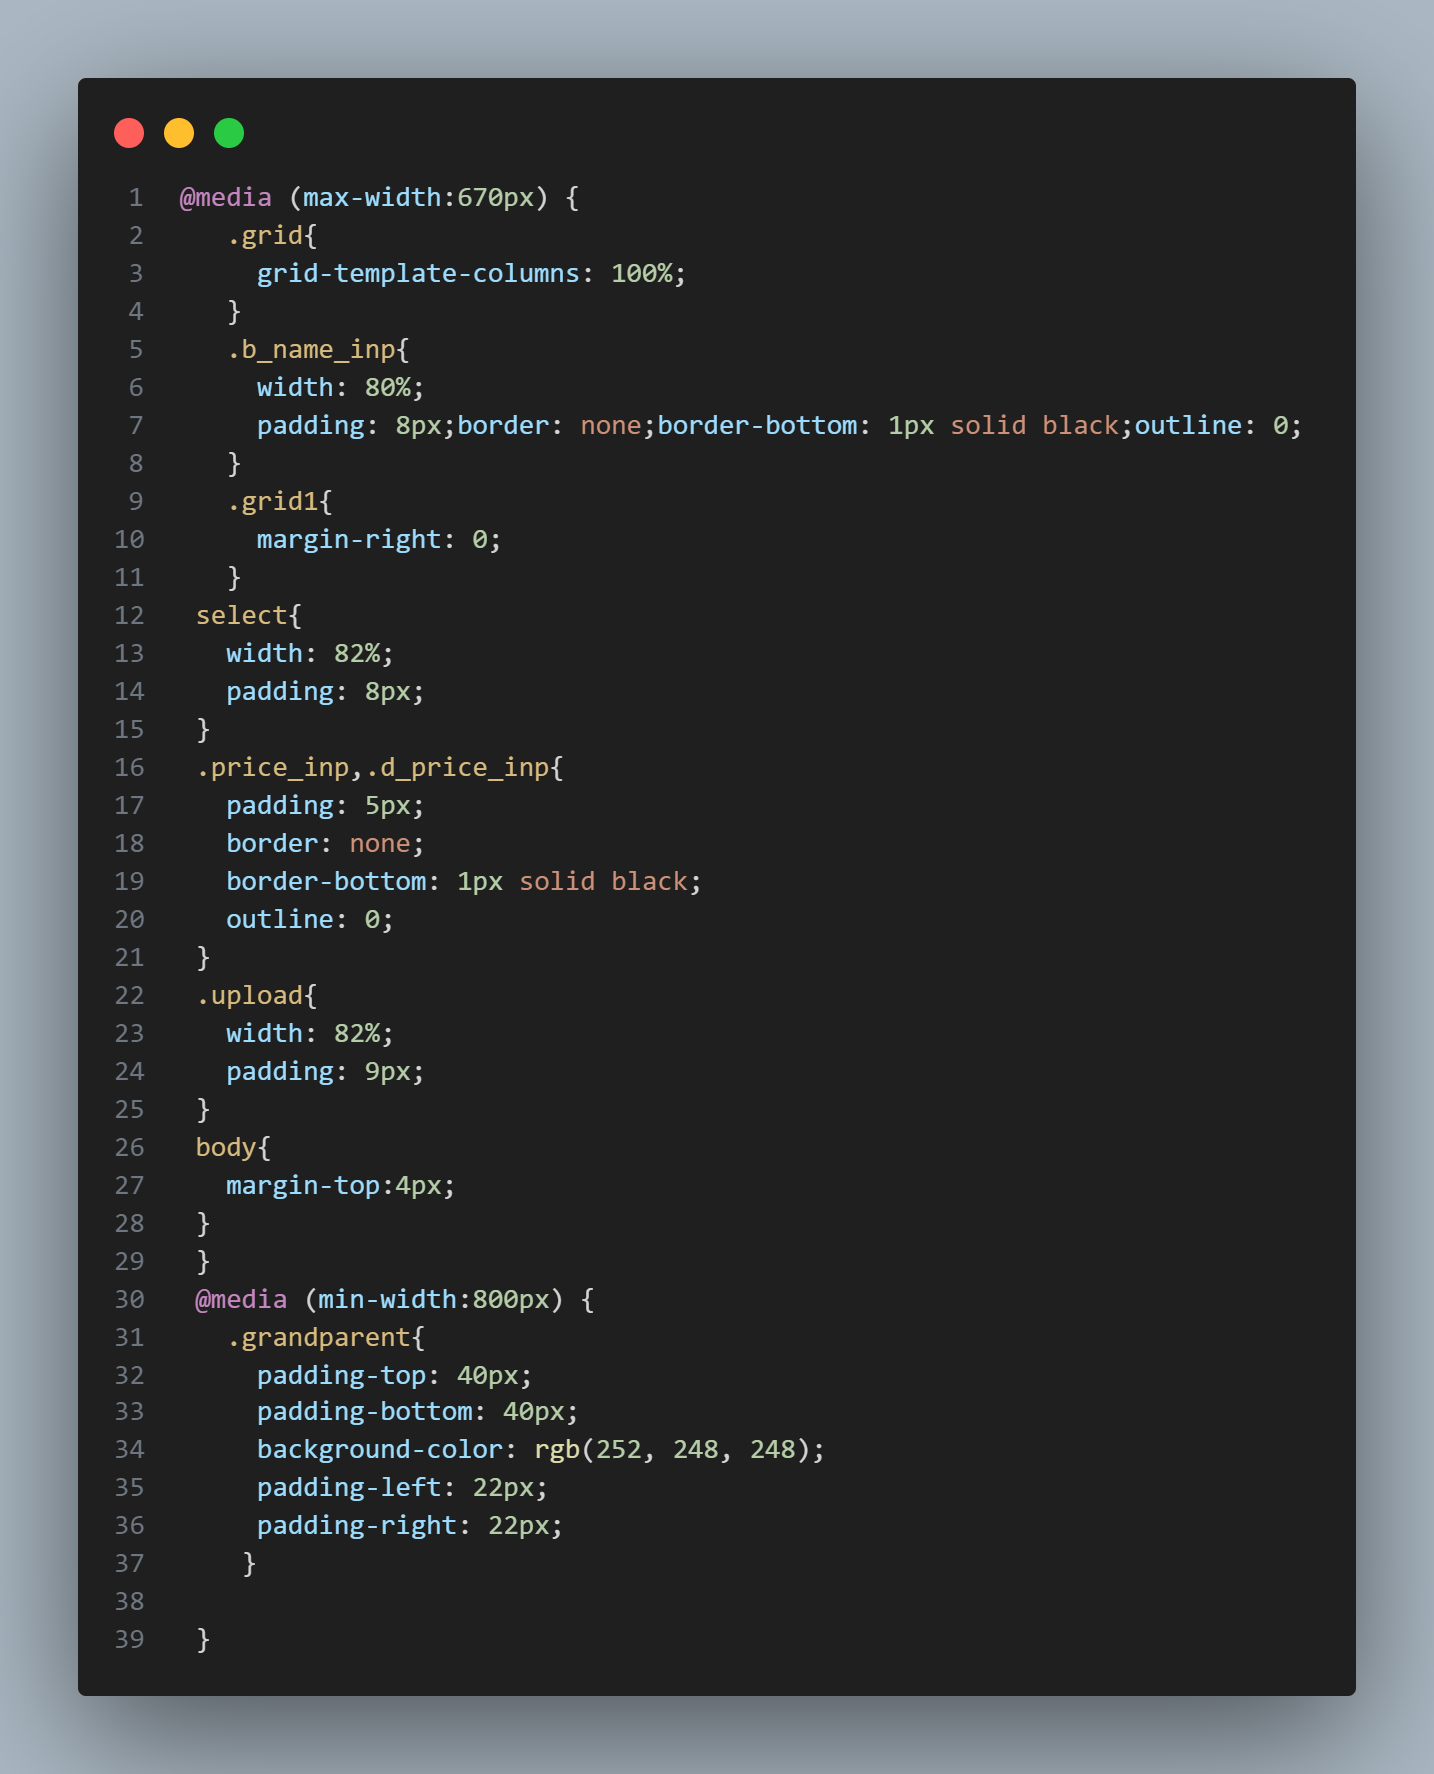 1 @media (max-width:670px) {
2    .grid{
3      grid-template-columns: 100%;
4    }
5    .b_name_inp{
6      width: 80%;
7      padding: 8px;border: none;border-bottom: 1px solid black;outline: 0;
8    }
9    .grid1{
10      margin-right: 0;
11    }
12  select{
13    width: 82%;
14    padding: 8px;
15  }
16  .price_inp,.d_price_inp{
17    padding: 5px;
18    border: none;
19    border-bottom: 1px solid black;
20    outline: 0;
21  }
22  .upload{
23    width: 82%;
24    padding: 9px;
25  }
26  body{
27    margin-top:4px;
28  }
29  }
30  @media (min-width:800px) {
31    .grandparent{
32      padding-top: 40px;
33      padding-bottom: 40px;
34      background-color: rgb(252, 248, 248);
35      padding-left: 22px;
36      padding-right: 22px;
37     }
38
39  }